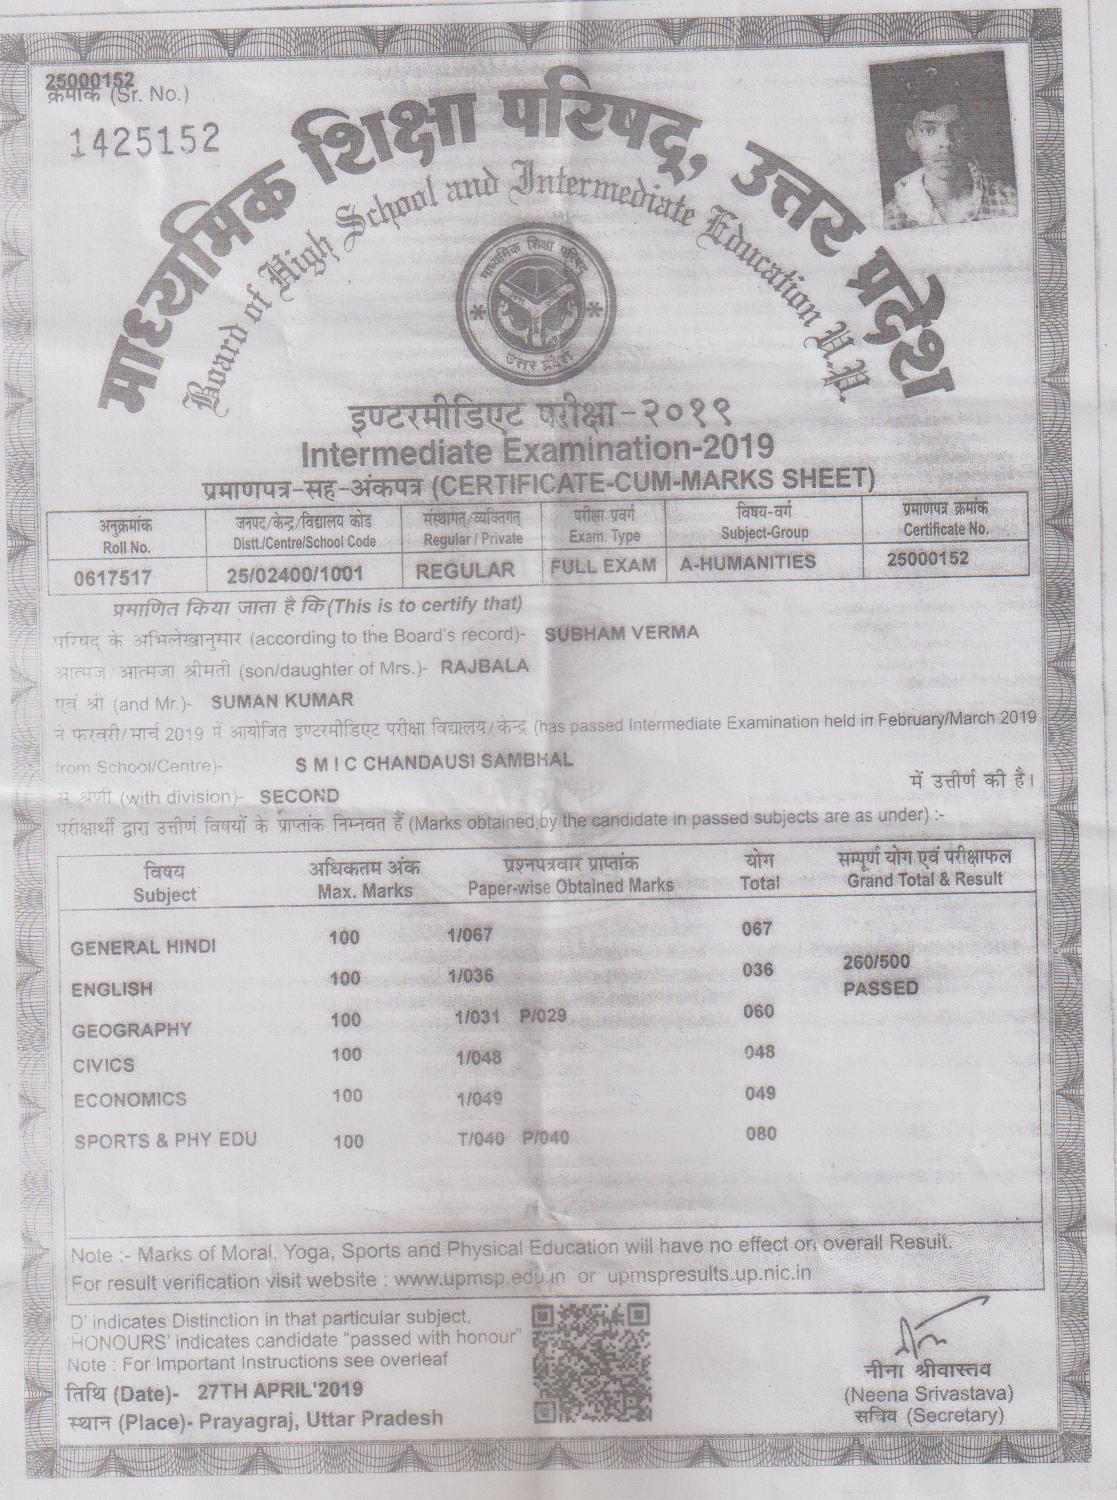 25000152
क्रमांक (Sr. No.)
1425152
माध्यमिक शिक्षा परिषद्, उत्तर प्रदेश
Board of High School and Intermediate Education U.P.
माध्यमिक शिक्षा परिषद
उत्तर प्रदेश
इण्टरमीडिएट परीक्षा-२०१९
Intermediate Examination-2019
प्रमाणपत्र-सह-अंकपत्र (CERTIFICATE-CUM-MARKS SHEET)
अनुक्रमांक जनपद/केन्द्र/विद्यालय कोड संस्थागत/व्यक्तिगत परीक्षा प्रवर्ग विषय-वर्ग प्रमाणपत्र क्रमांक
Roll No. Distt./Centre/School Code Regular / Private Exam. Type Subject-Group Certificate No.
0617517 25/02400/1001 REGULAR FULL EXAM A-HUMANITIES 25000152
प्रमाणित किया जाता है कि (This is to certify that)
परिषद के अभिलेखानुसार (according to the Board's record)- SUBHAM VERMA
आत्मज/आत्मजा श्रीमती (son/daughter of Mrs.)- RAJBALA
एवं श्री (and Mr.)- SUMAN KUMAR
ने फरवरी/मार्च 2019 में आयोजित इण्टरमीडिएट परीक्षा विद्यालय/केन्द्र (has passed Intermediate Examination held in February/March 2019
from School/Centre)- S M I C CHANDAUSI SAMBHAL
में उत्तीर्ण की है।
श्रेणी (with division)- SECOND
परीक्षार्थी द्वारा उत्तीर्ण विषयों के प्राप्तांक निम्नवत हैं (Marks obtained by the candidate in passed subjects are as under) :-
विषय अधिकतम अंक प्रश्नपत्रवार प्राप्तांक योग सम्पूर्ण योग एवं परीक्षाफल
Subject Max. Marks Paper-wise Obtained Marks Total Grand Total & Result
GENERAL HINDI 100 1/067 067
ENGLISH 100 1/036 036 260/500
PASSED
GEOGRAPHY 100 1/031 P/029 060
CIVICS 100 1/048 048
ECONOMICS 100 1/049 049
SPORTS & PHY EDU 100 T/040 P/040 080
Note :- Marks of Moral, Yoga, Sports and Physical Education will have no effect on overall Result.
For result verification visit website : www.upmsp.edu.in or upmspresults.up.nic.in
'D' indicates Distinction in that particular subject,
'HONOURS' indicates candidate "passed with honour"
Note : For Important Instructions see overleaf
तिथि (Date)- 27TH APRIL'2019
स्थान (Place)- Prayagraj, Uttar Pradesh
नीना श्रीवास्तव
(Neena Srivastava)
सचिव (Secretary)